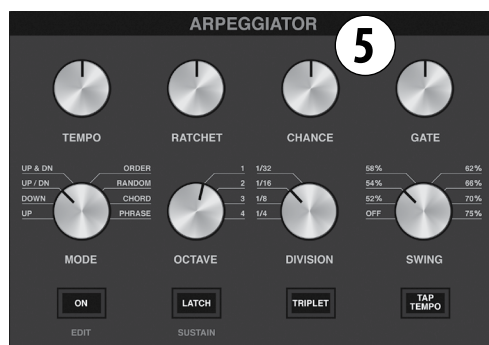 ARPEGGIATOR
5
TEMPO RATCHET CHANCE GATE
UP & DN ORDER 1 1/32 58% 62%
UP / DN RANDOM 2 1/16 54% 66%
DOWN CHORD 3 1/8 52% 70%
UP PHRASE 4 1/4 OFF 75%
MODE OCTAVE DIVISION SWING
ON LATCH TRIPLET TAP
TEMPO
EDIT SUSTAIN